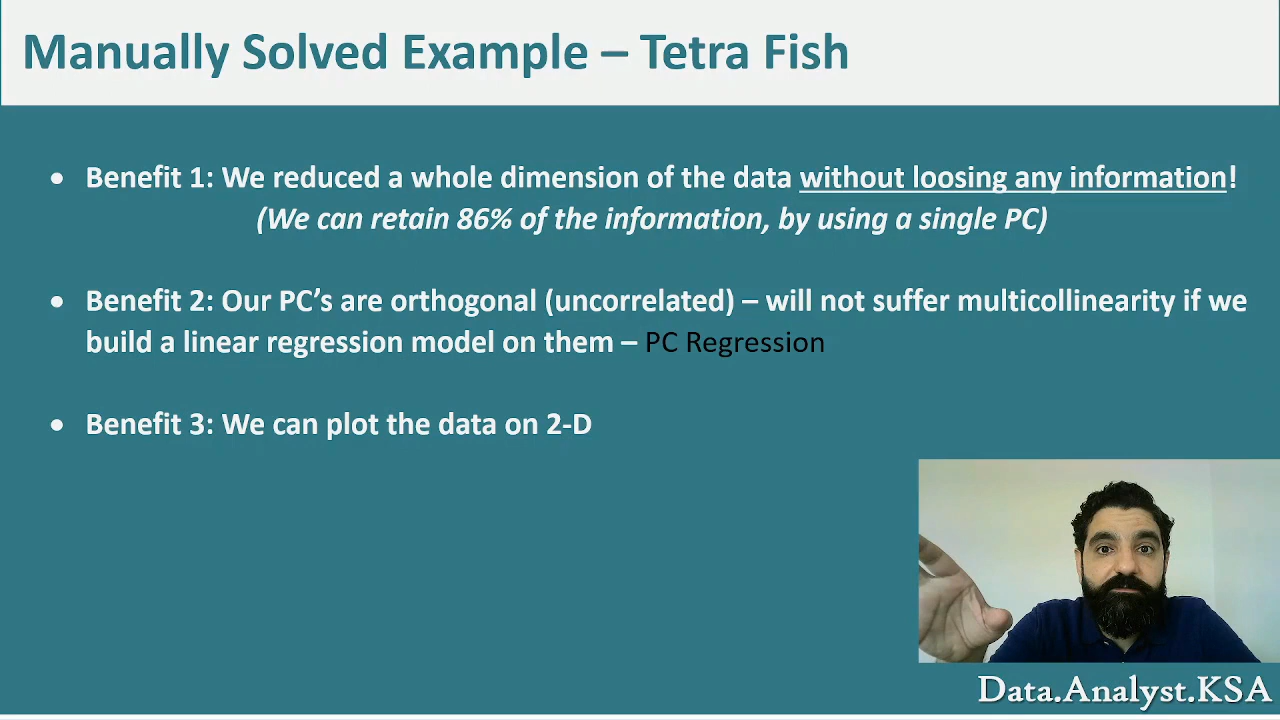 Manually Solved Example – Tetra Fish
• Benefit 1: We reduced a whole dimension of the data without loosing any information!
(We can retain 86% of the information, by using a single PC)
• Benefit 2: Our PC’s are orthogonal (uncorrelated) – will not suffer multicollinearity if we
build a linear regression model on them – PC Regression
• Benefit 3: We can plot the data on 2-D
Data.Analyst.KSA